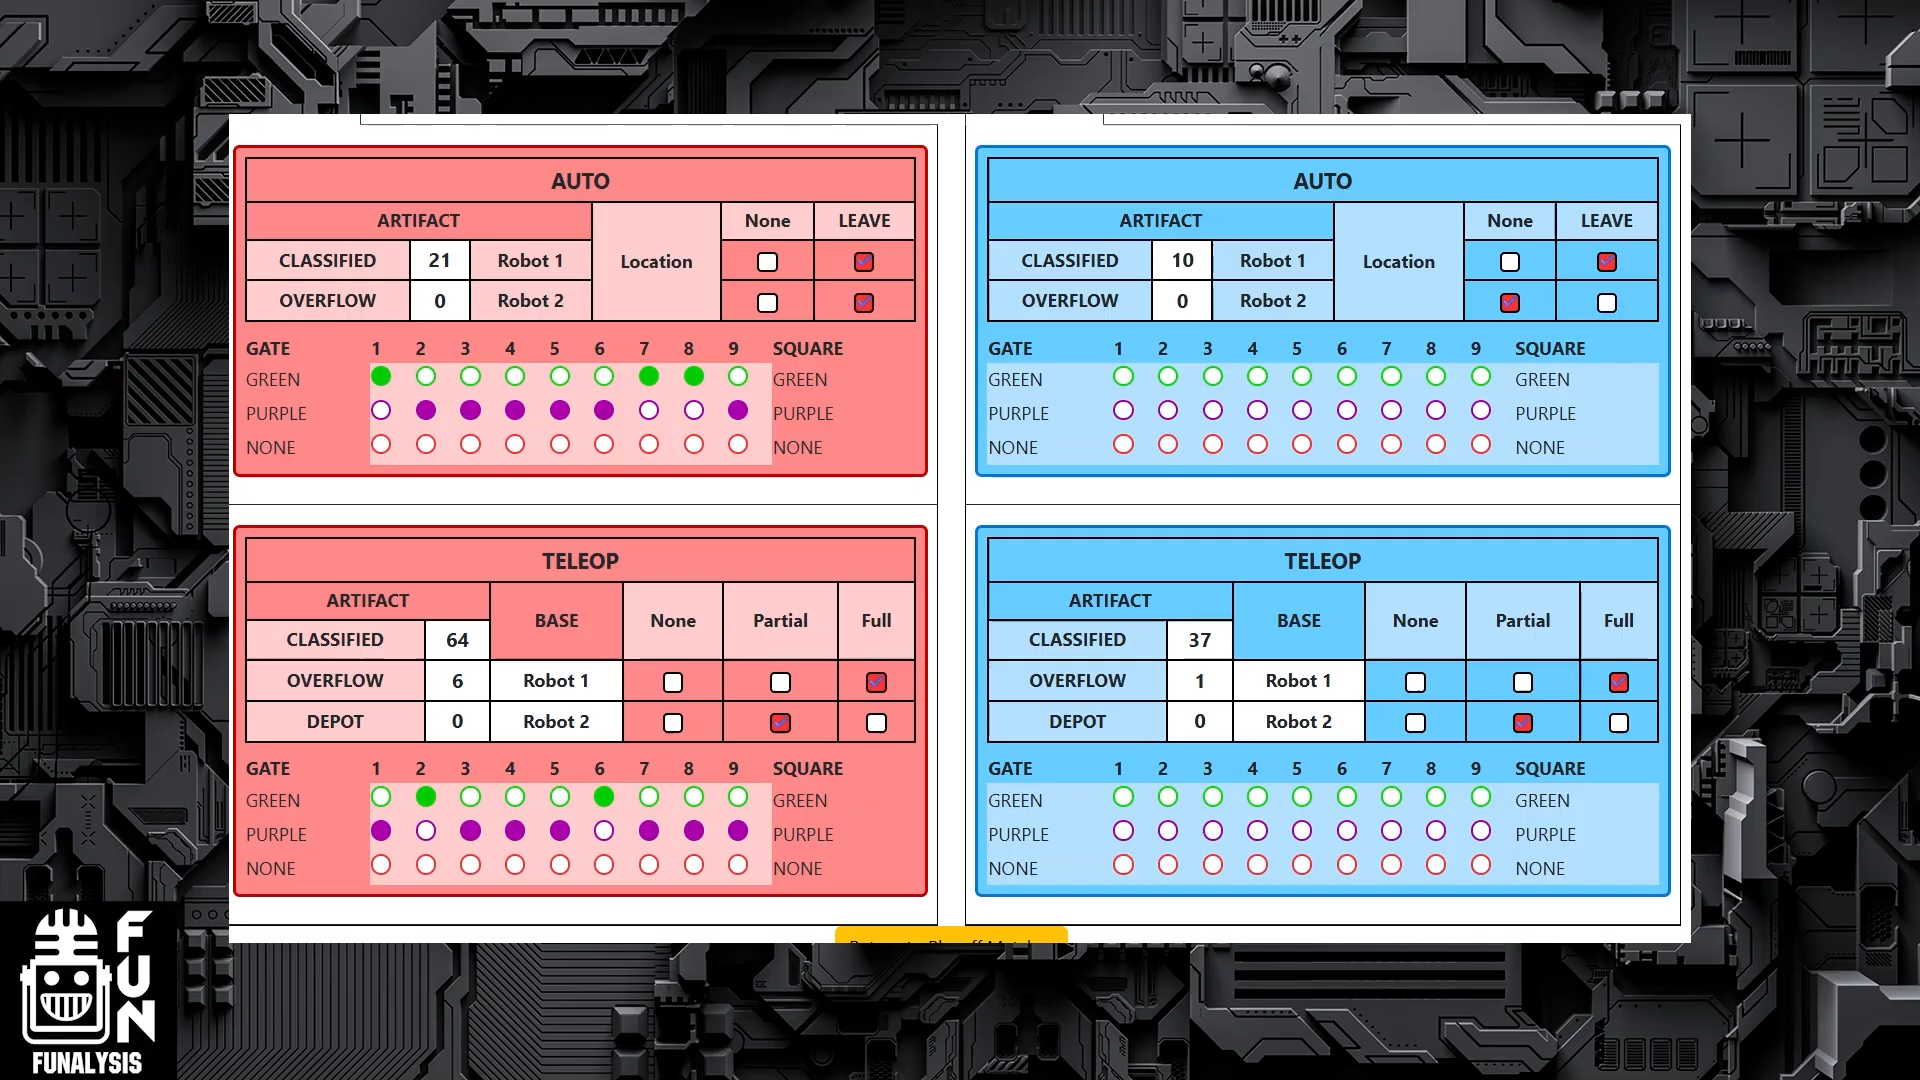 AUTO
ARTIFACT Location None LEAVE
CLASSIFIED 21 Robot 1
OVERFLOW 0 Robot 2
GATE 1 2 3 4 5 6 7 8 9 SQUARE
GREEN GREEN
PURPLE PURPLE
NONE NONE
AUTO
ARTIFACT Location None LEAVE
CLASSIFIED 10 Robot 1
OVERFLOW 0 Robot 2
GATE 1 2 3 4 5 6 7 8 9 SQUARE
GREEN GREEN
PURPLE PURPLE
NONE NONE
TELEOP
ARTIFACT BASE None Partial Full
CLASSIFIED 64
OVERFLOW 6 Robot 1
DEPOT 0 Robot 2
GATE 1 2 3 4 5 6 7 8 9 SQUARE
GREEN GREEN
PURPLE PURPLE
NONE NONE
TELEOP
ARTIFACT BASE None Partial Full
CLASSIFIED 37
OVERFLOW 1 Robot 1
DEPOT 0 Robot 2
GATE 1 2 3 4 5 6 7 8 9 SQUARE
GREEN GREEN
PURPLE PURPLE
NONE NONE
FUN
FUNALYSIS